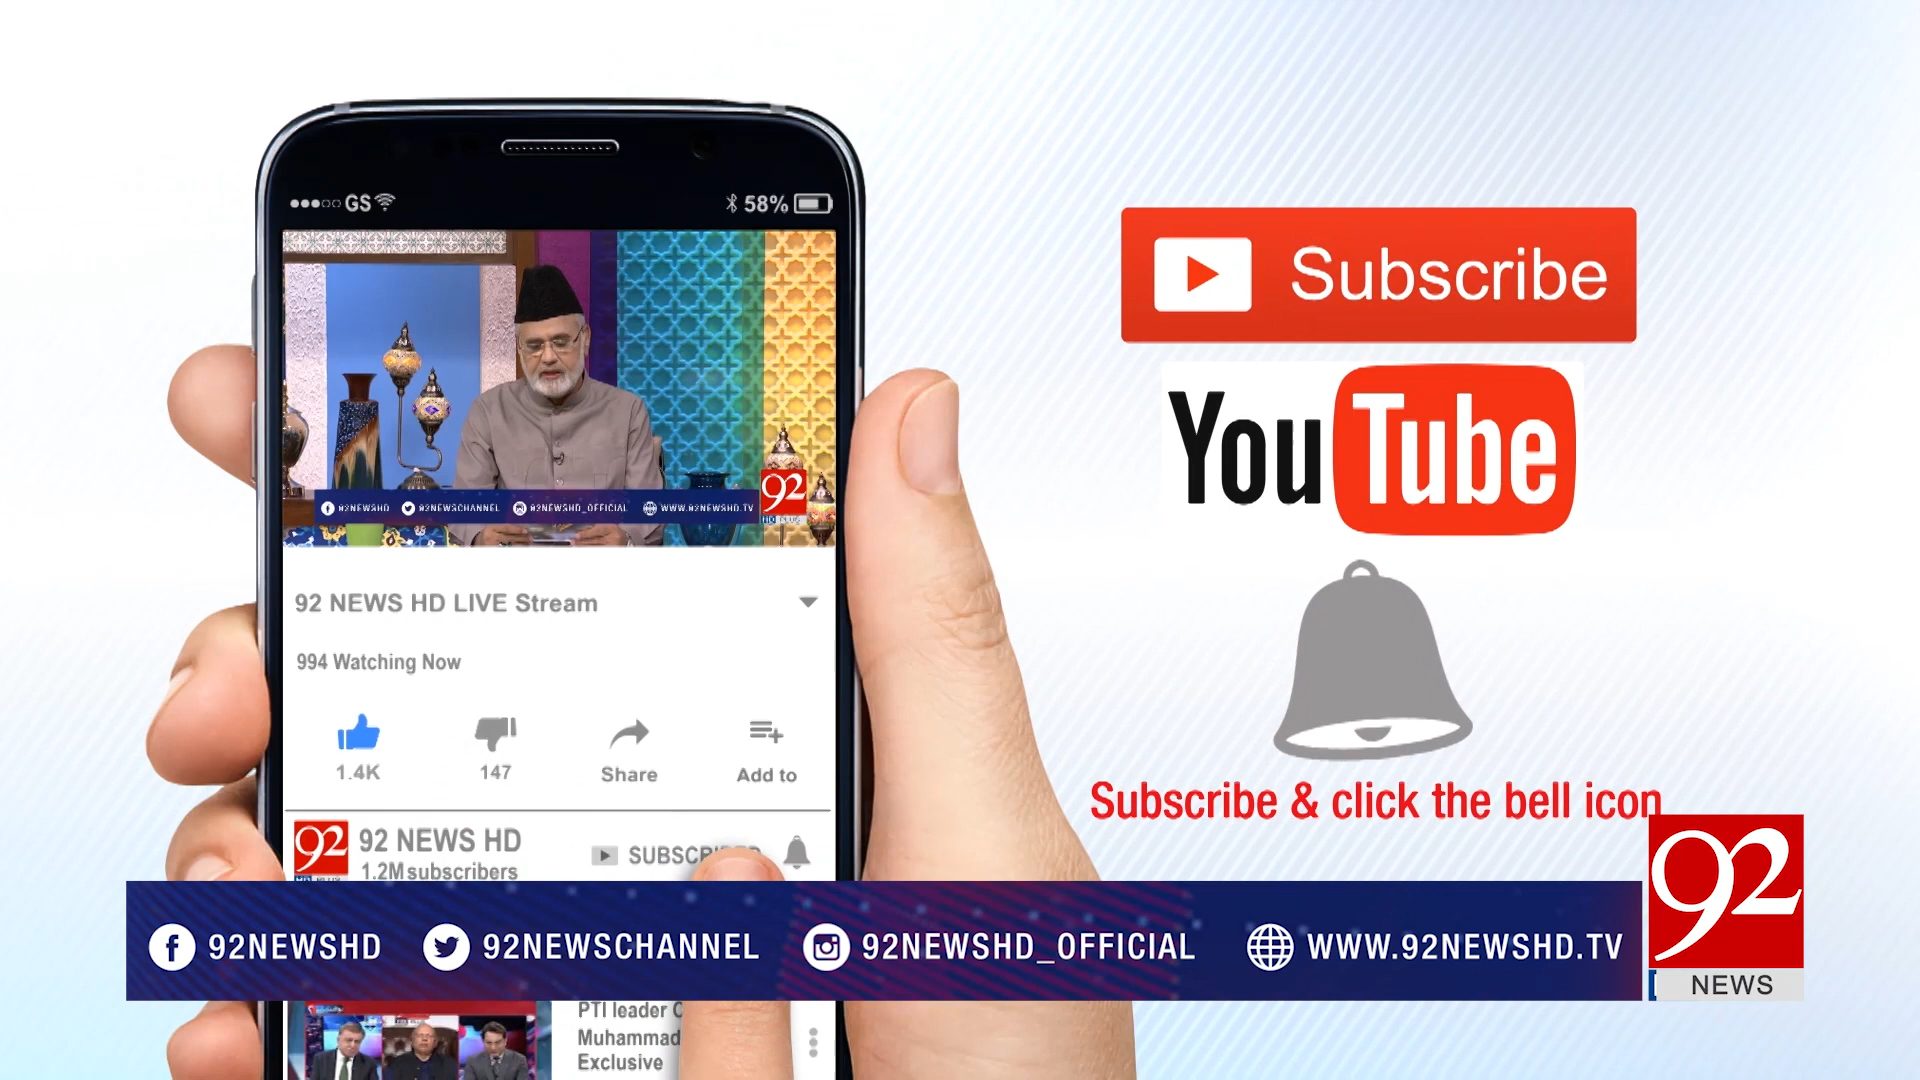 GS 58%
92NEWSHD 92NEWSCHANNEL 92NEWSHD_OFFICIAL WWW.92NEWSHD.TV
92
92 NEWS HD LIVE Stream
994 Watching Now
1.4K 147 Share Add to
92 NEWS HD
1.2M subscribers
92
Subscribe
YouTube
Subscribe & click the bell icon
92NEWSHD 92NEWSCHANNEL 92NEWSHD_OFFICIAL WWW.92NEWSHD.TV
92
NEWS
PTI leader
Muhammad
Exclusive